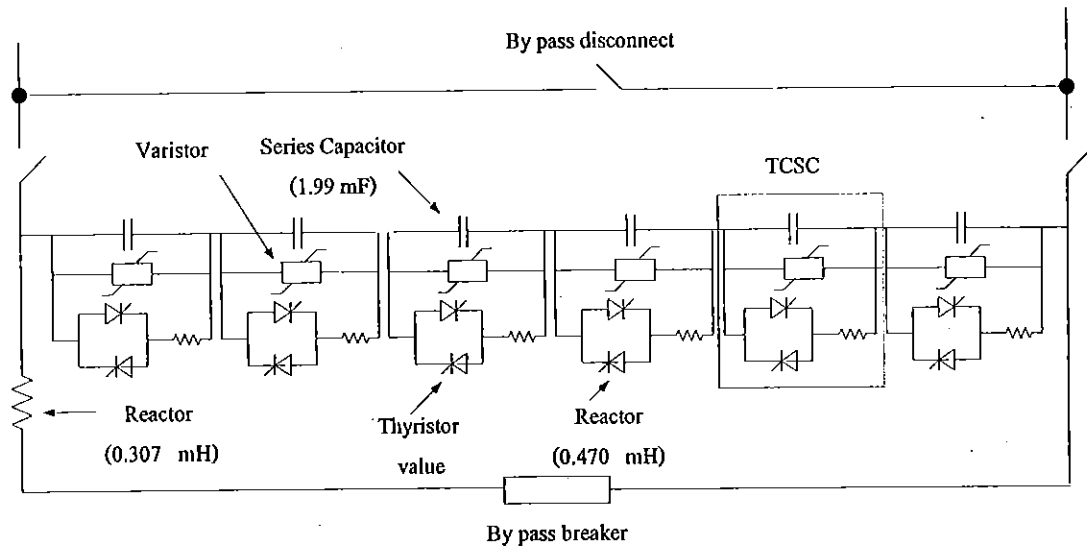 By pass disconnect
Varistor
Series Capacitor
(1.99 mF)
TCSC
Reactor
(0.307 mH)
Thyristor
value
Reactor
(0.470 mH)
By pass breaker